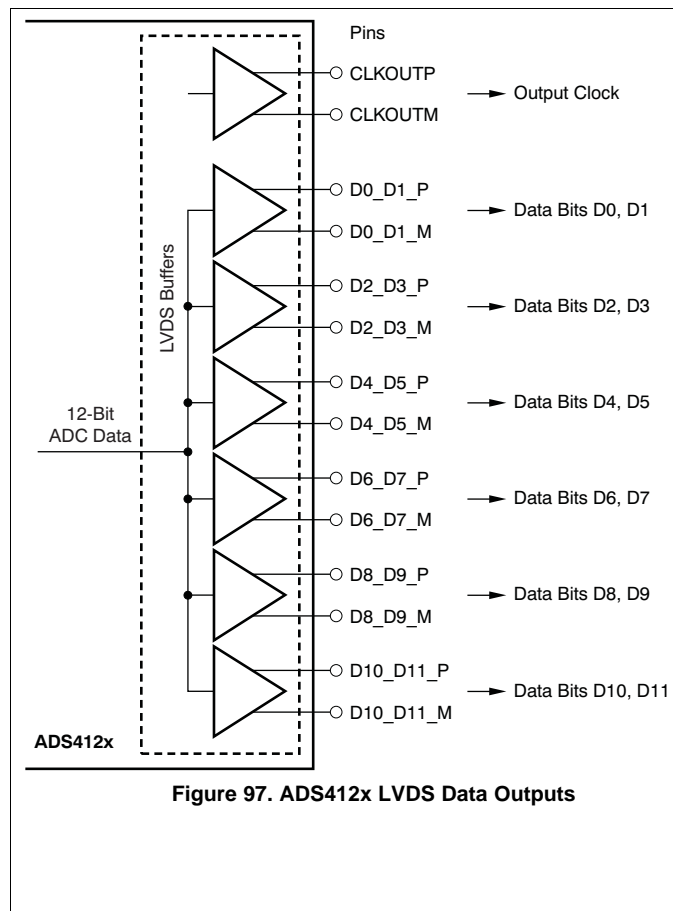 Pins
CLKOUTP
CLKOUTM
Output Clock
D0_D1_P
D0_D1_M
Data Bits D0, D1
D2_D3_P
D2_D3_M
Data Bits D2, D3
LVDS Buffers
D4_D5_P
D4_D5_M
Data Bits D4, D5
12-Bit
ADC Data
D6_D7_P
D6_D7_M
Data Bits D6, D7
D8_D9_P
D8_D9_M
Data Bits D8, D9
D10_D11_P
D10_D11_M
Data Bits D10, D11
ADS412x
Figure 97. ADS412x LVDS Data Outputs